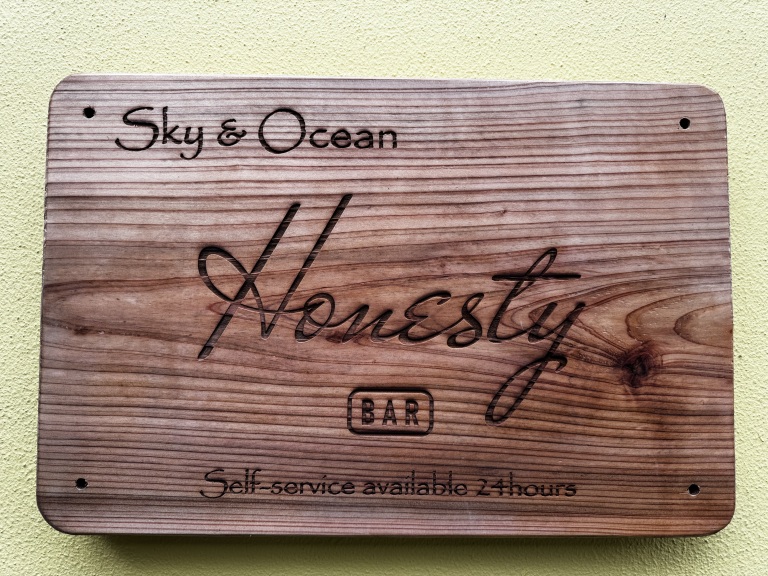 Sky & Ocean
Honesty
BAR
Self-service available 24hours